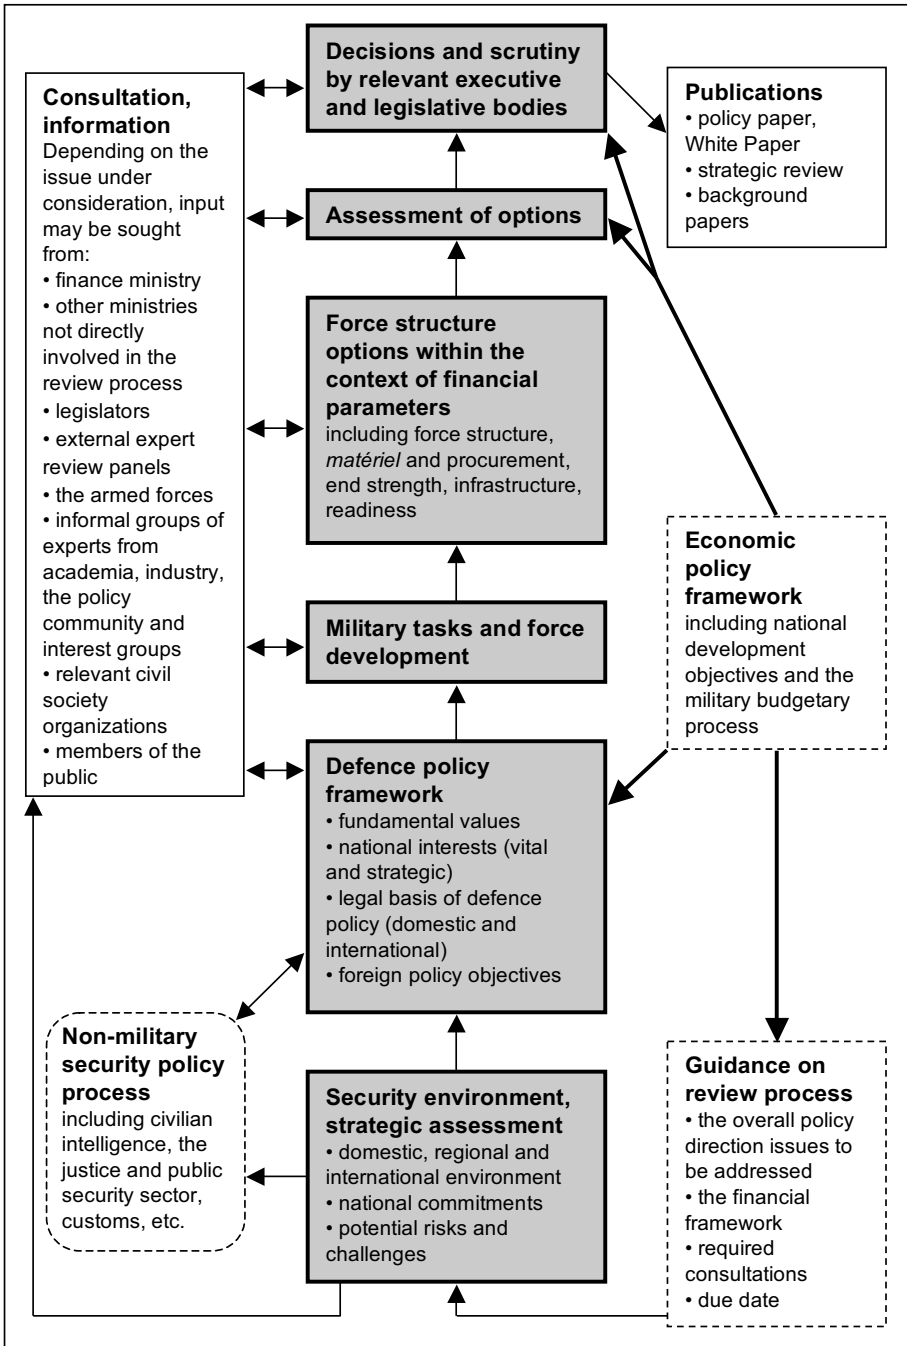 Decisions and scrutiny
by relevant executive
and legislative bodies
Consultation,
information
Depending on the
issue under
consideration, input
may be sought
from:
• finance ministry
• other ministries
not directly
involved in the
review process
• legislators
• external expert
review panels
• the armed forces
• informal groups of
experts from
academia, industry,
the policy
community and
interest groups
• relevant civil
society
organizations
• members of the
public
Publications
• policy paper,
White Paper
• strategic review
• background
papers
Assessment of options
Force structure
options within the
context of financial
parameters
including force structure,
matériel and procurement,
end strength, infrastructure,
readiness
Economic
policy
framework
including national
development
objectives and the
military budgetary
process
Military tasks and force
development
Defence policy
framework
• fundamental values
• national interests (vital
and strategic)
• legal basis of defence
policy (domestic and
international)
• foreign policy objectives
Non-military
security policy
process
including civilian
intelligence, the
justice and public
security sector,
customs, etc.
Security environment,
strategic assessment
• domestic, regional and
international environment
• national commitments
• potential risks and
challenges
Guidance on
review process
• the overall policy
direction issues to
be addressed
• the financial
framework
• required
consultations
• due date